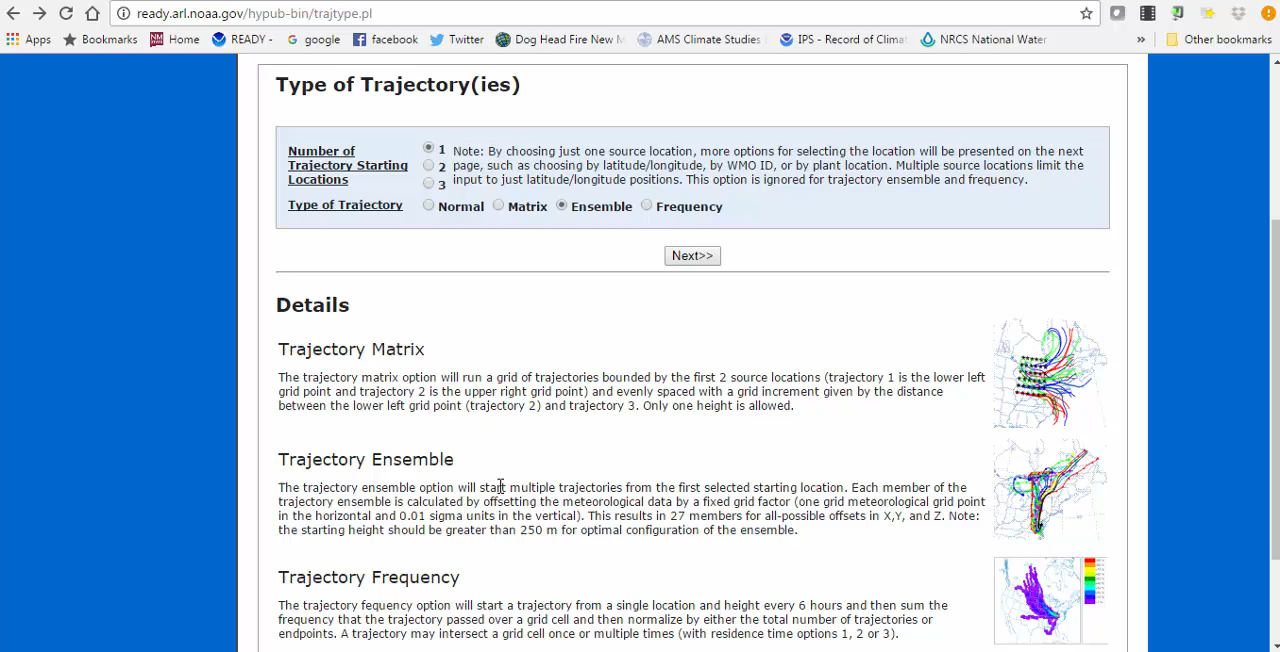 ready.arl.noaa.gov/hypub-bin/trajtype.pl
Apps Bookmarks Home READY - google facebook Twitter Dog Head Fire New M AMS Climate Studies IPS - Record of Climat NRCS National Water » Other bookmarks
Type of Trajectory(ies)
Number of Trajectory Starting Locations
1 Note: By choosing just one source location, more options for selecting the location will be presented on the next
2 page, such as choosing by latitude/longitude, by WMO ID, or by plant location. Multiple source locations limit the
3 input to just latitude/longitude positions. This option is ignored for trajectory ensemble and frequency.
Type of Trajectory Normal Matrix Ensemble Frequency
Next>>
Details
Trajectory Matrix
The trajectory matrix option will run a grid of trajectories bounded by the first 2 source locations (trajectory 1 is the lower left
grid point and trajectory 2 is the upper right grid point) and evenly spaced with a grid increment given by the distance
between the lower left grid point (trajectory 2) and trajectory 3. Only one height is allowed.
Trajectory Ensemble
The trajectory ensemble option will start multiple trajectories from the first selected starting location. Each member of the
trajectory ensemble is calculated by offsetting the meteorological data by a fixed grid factor (one grid meteorological grid point
in the horizontal and 0.01 sigma units in the vertical). This results in 27 members for all-possible offsets in X,Y, and Z. Note:
the starting height should be greater than 250 m for optimal configuration of the ensemble.
Trajectory Frequency
The trajectory fequency option will start a trajectory from a single location and height every 6 hours and then sum the
frequency that the trajectory passed over a grid cell and then normalize by either the total number of trajectories or
endpoints. A trajectory may intersect a grid cell once or multiple times (with residence time options 1, 2 or 3).